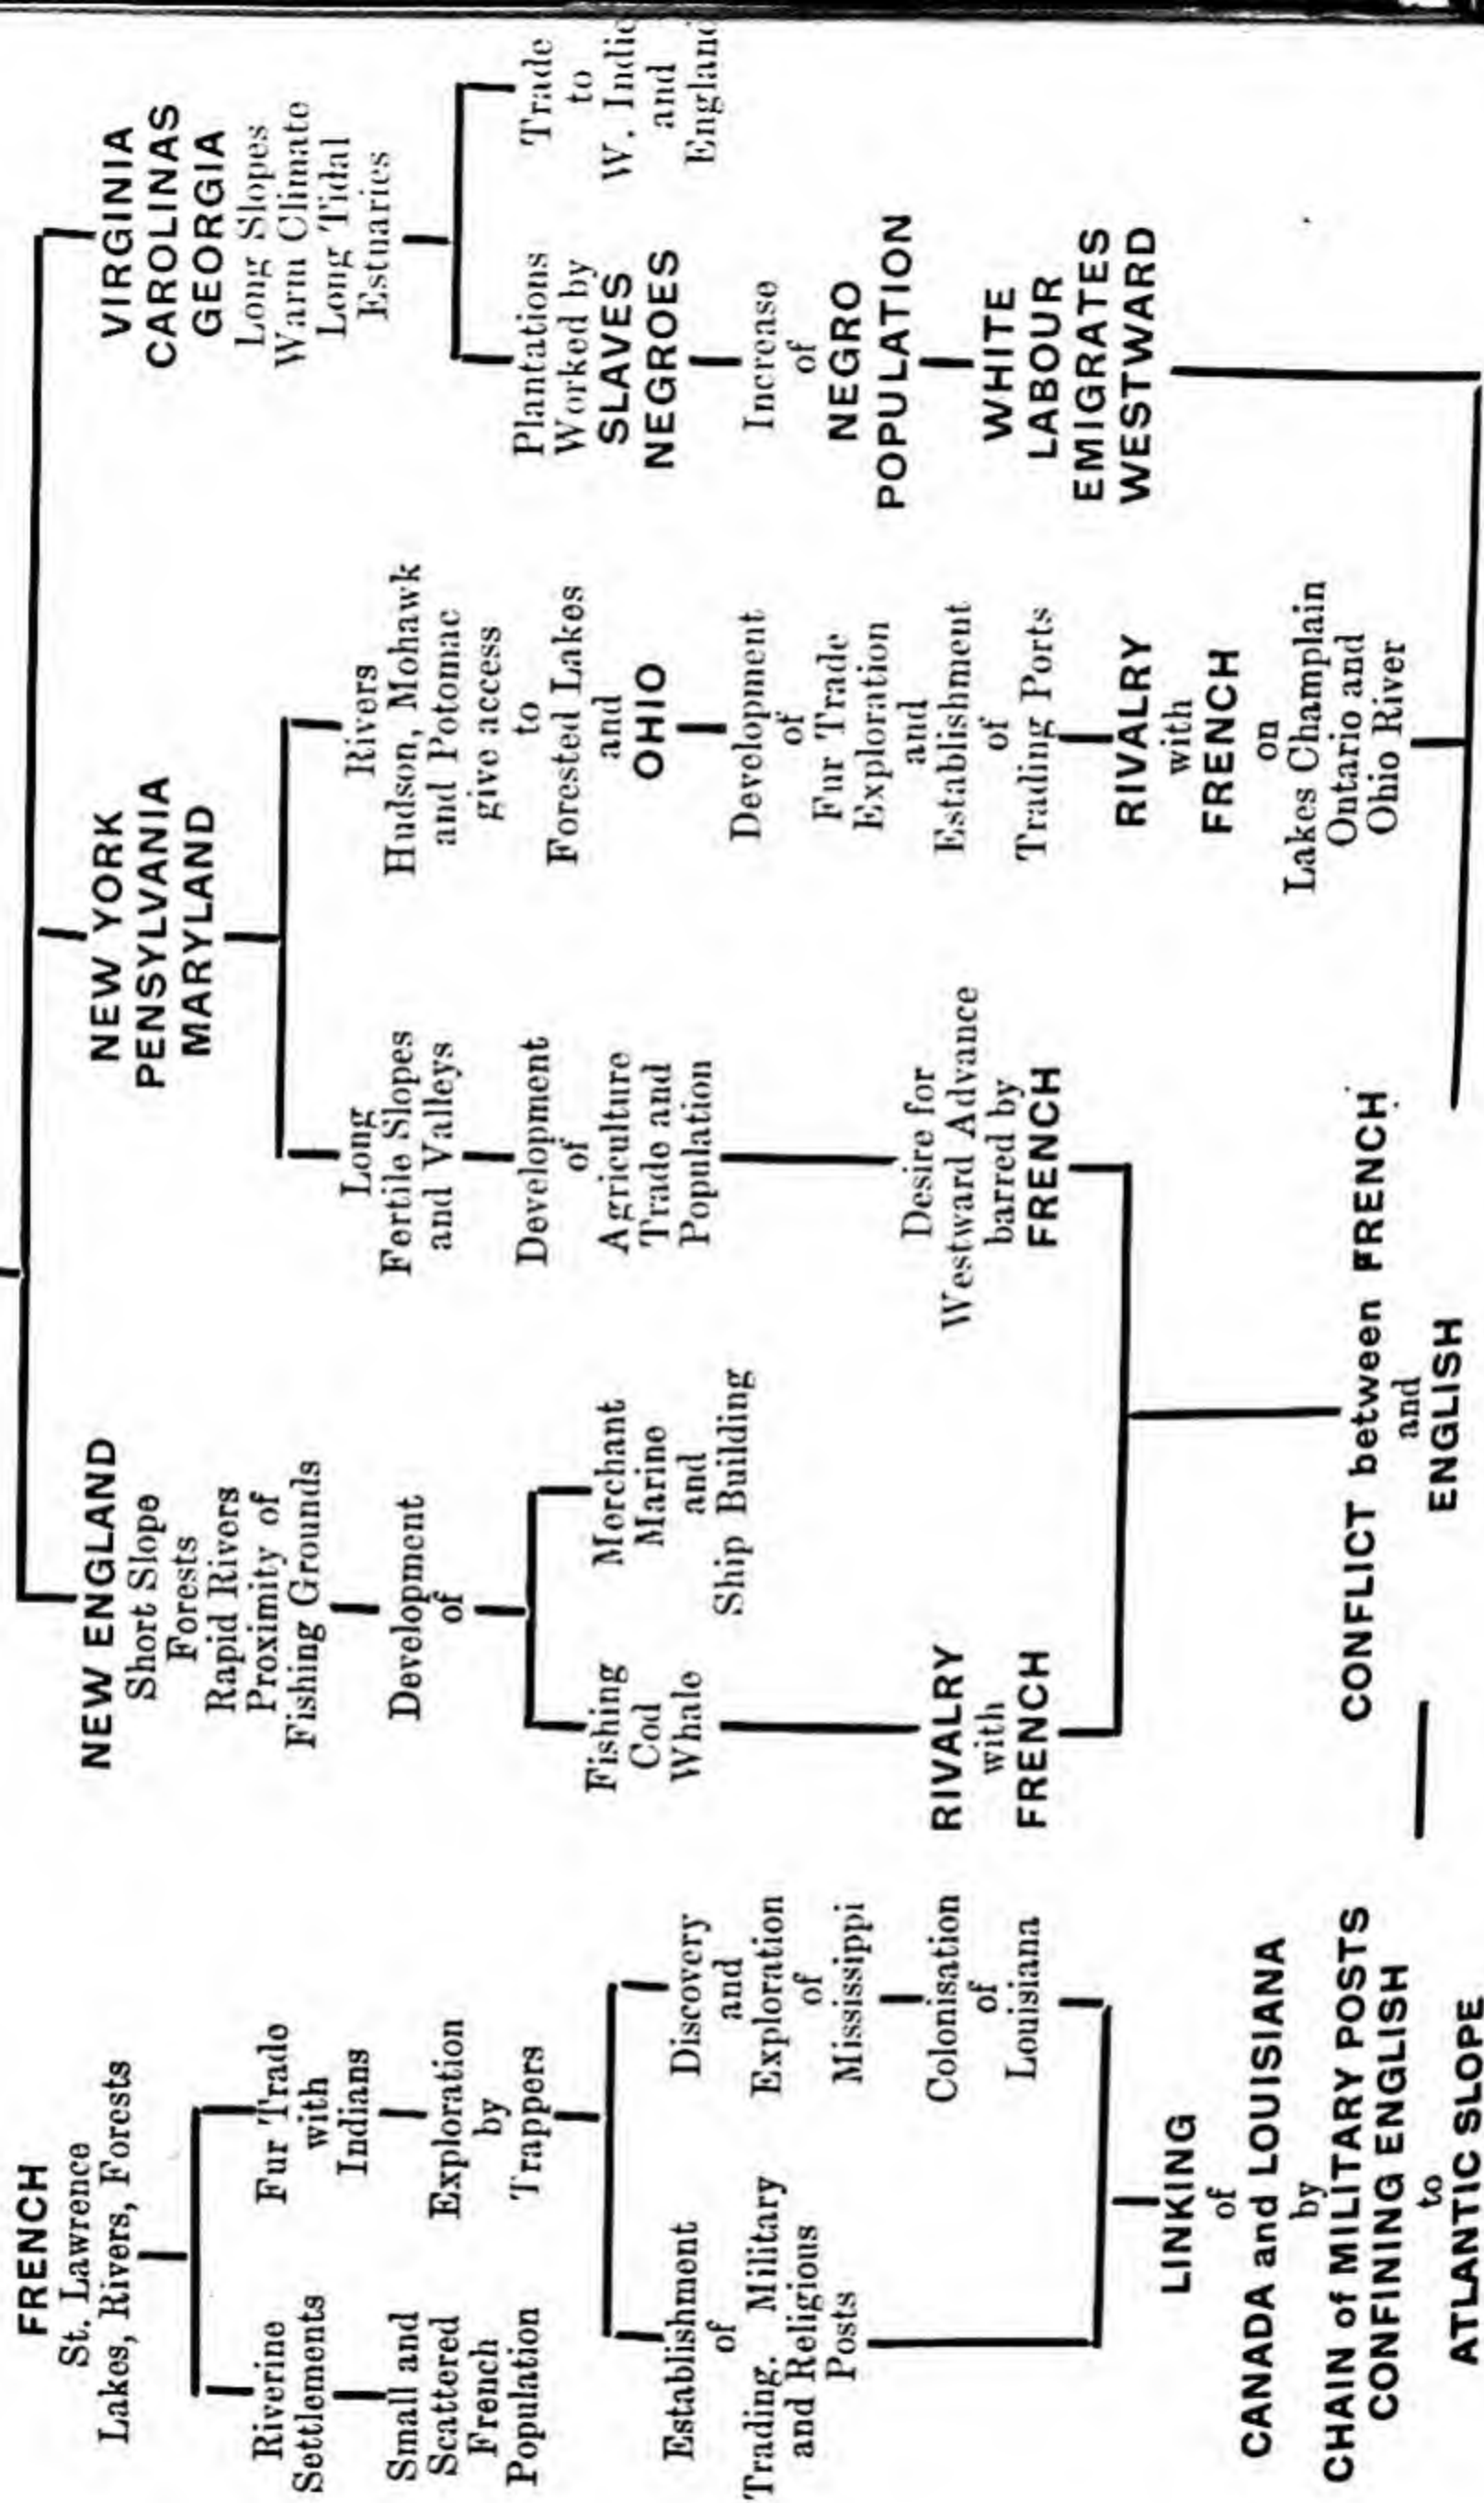 FRENCH
St. Lawrence
Lakes, Rivers, Forests
Riverine
Settlements
Small and
Scattered
French
Population
Fur Trade
with
Indians
Exploration
by
Trappers
Establishment
of
Trading. Military
and Religious
Posts
Discovery
and
Exploration
of
Mississippi
Colonisation
of
Louisiana
LINKING
of
CANADA and LOUISIANA
by
CHAIN of MILITARY POSTS
CONFINING ENGLISH
to
ATLANTIC SLOPE
NEW ENGLAND
Short Slope
Forests
Rapid Rivers
Proximity of
Fishing Grounds
Development
of
Fishing
Cod
Whale
Merchant
Marine
and
Ship Building
RIVALRY
with
FRENCH
NEW YORK
PENSYLVANIA
MARYLAND
Long
Fertile Slopes
and Valleys
Development
of
Agriculture
Trade and
Population
Desire for
Westward Advance
barred by
FRENCH
Rivers
Hudson, Mohawk
and Potomac
give access
to
Forested Lakes
and
OHIO
Development
of
Fur Trade
Exploration
and
Establishment
of
Trading Ports
RIVALRY
with
FRENCH
on
Lakes Champlain
Ontario and
Ohio River
VIRGINIA
CAROLINAS
GEORGIA
Long Slopes
Warm Climate
Long Tidal
Estuaries
Plantations
Worked by
SLAVES
NEGROES
Increase
of
NEGRO
POPULATION
WHITE
LABOUR
EMIGRATES
WESTWARD
Trade
to
W. Indi
and
England
CONFLICT between FRENCH
and
ENGLISH